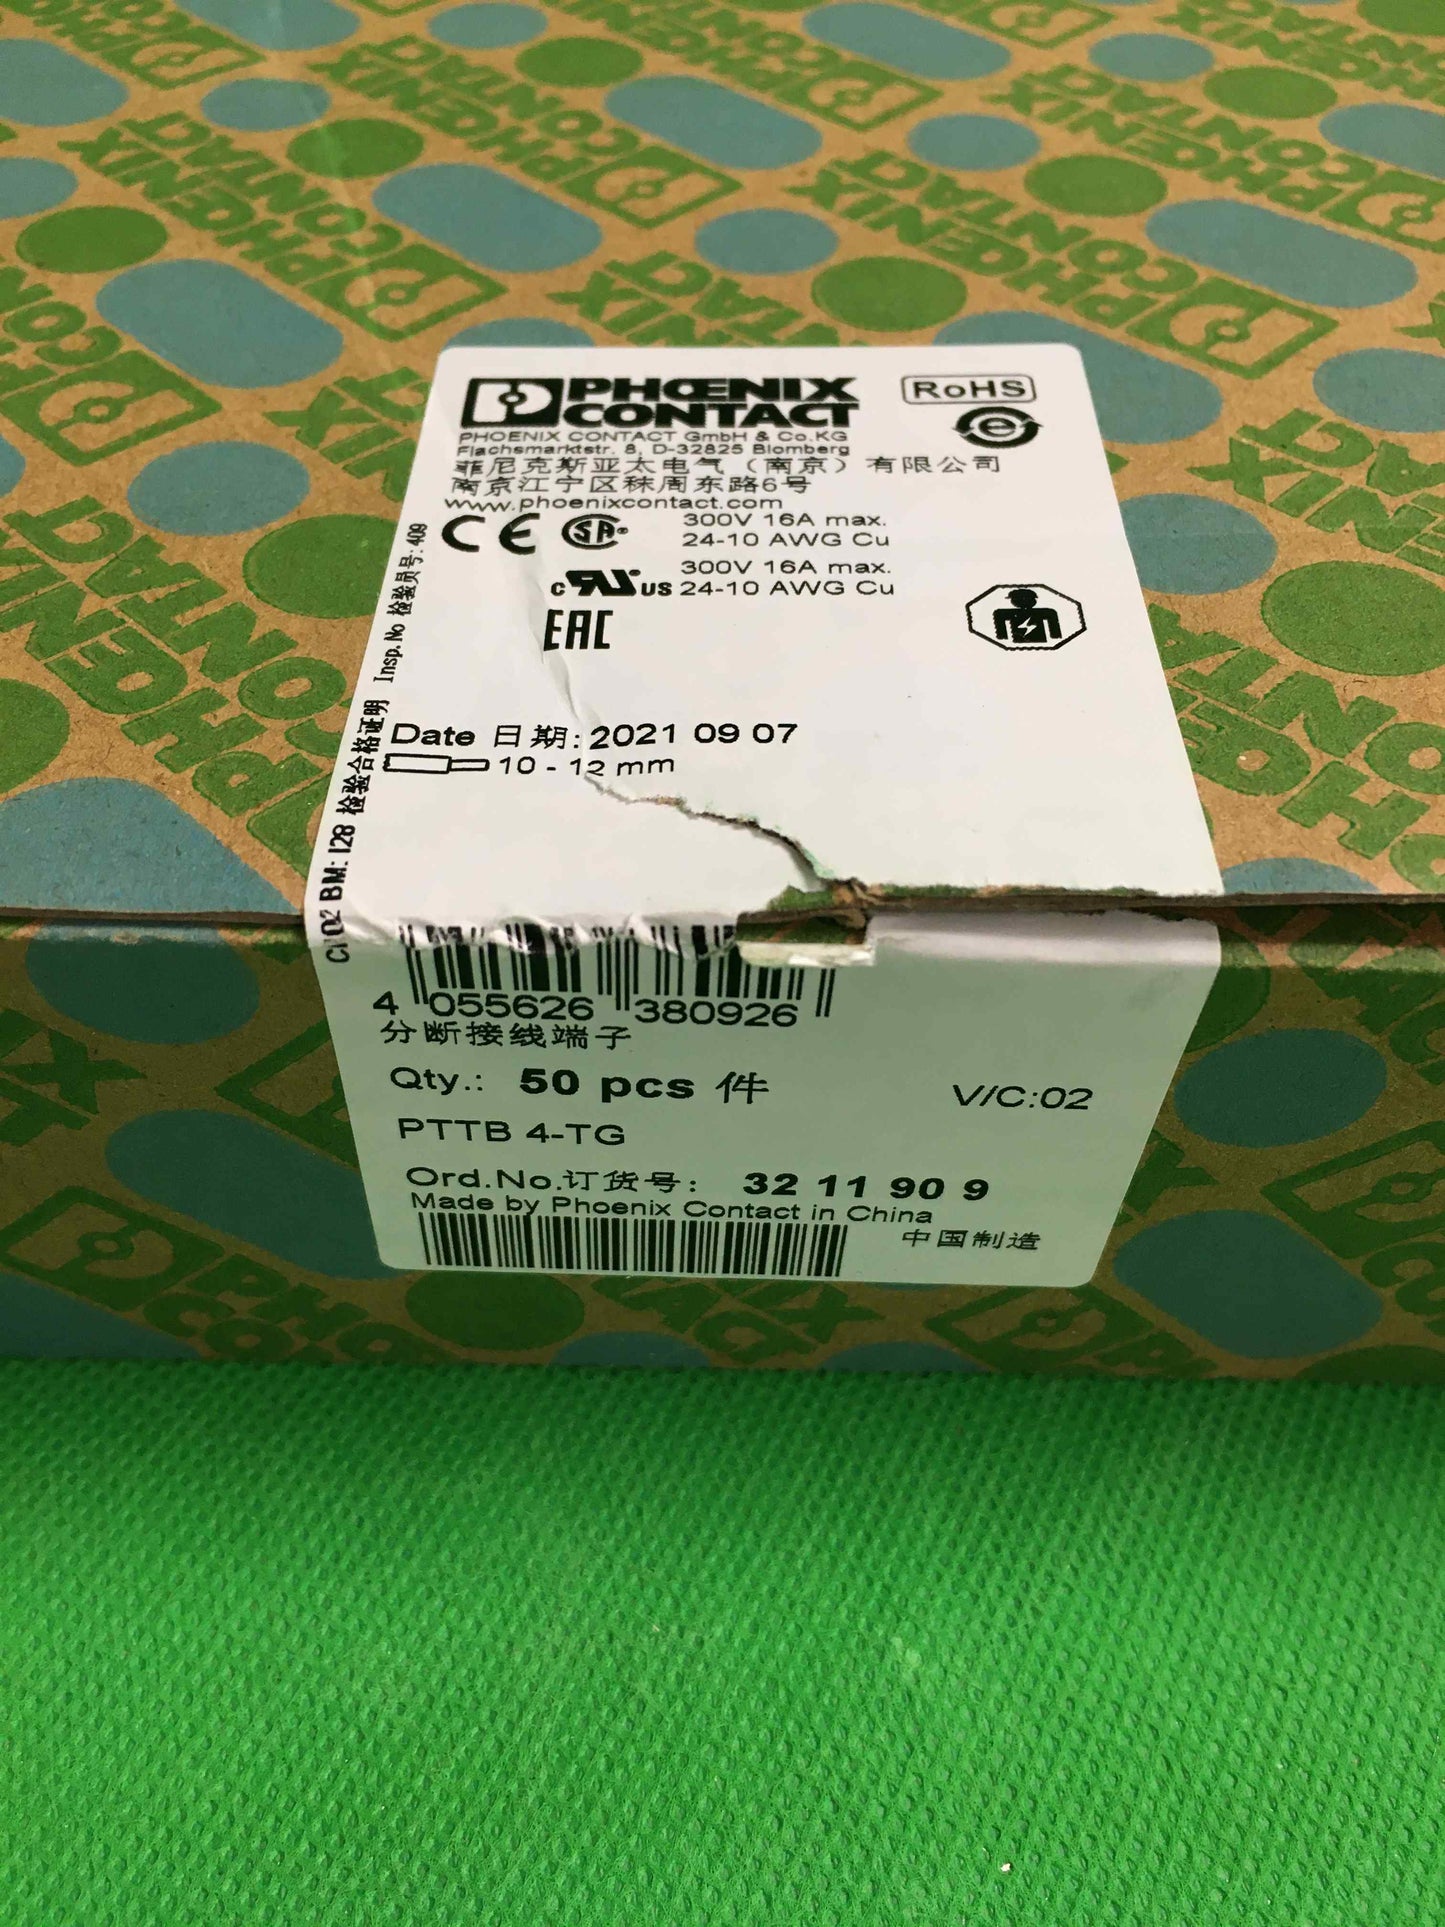 PHŒNIX
CONTACT
RoHS
e
PHOENIX CONTACT GmbH & Co.KG
Flachsmarktstr. 8, D-32825 Blomberg
菲尼克斯亚太电气（南京）有限公司
南京江宁区秣周东路6号
www.phoenixcontact.com
CE SA 300V 16A max.
24-10 AWG Cu
c US 300V 16A max.
24-10 AWG Cu
EAC
Insp.No 检验员号: 409
BM: 128 检验合格证明
Date 日期: 2021 09 07
10 - 12 mm
4 055626 380926
分断接线端子
Qty.: 50 pcs 件 V/C:02
PTTB 4-TG
Ord.No.订货号: 32 11 90 9
Made by Phoenix Contact in China
中国制造